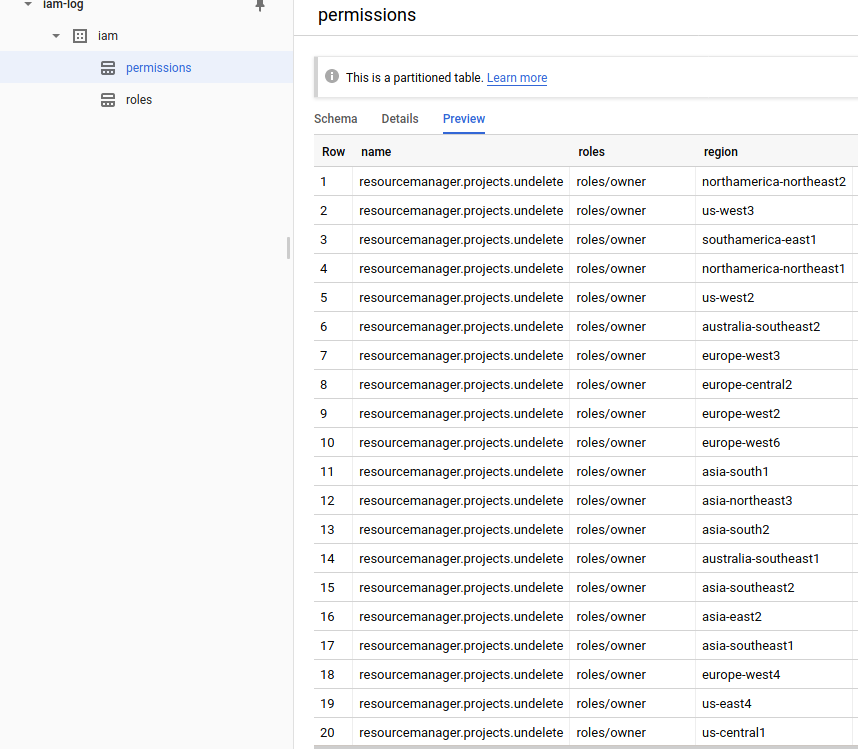 iam-log
iam
permissions
roles
permissions
This is a partitioned table. Learn more
Schema Details Preview
Row name roles region
1 resourcemanager.projects.undelete roles/owner northamerica-northeast2
2 resourcemanager.projects.undelete roles/owner us-west3
3 resourcemanager.projects.undelete roles/owner southamerica-east1
4 resourcemanager.projects.undelete roles/owner northamerica-northeast1
5 resourcemanager.projects.undelete roles/owner us-west2
6 resourcemanager.projects.undelete roles/owner australia-southeast2
7 resourcemanager.projects.undelete roles/owner europe-west3
8 resourcemanager.projects.undelete roles/owner europe-central2
9 resourcemanager.projects.undelete roles/owner europe-west2
10 resourcemanager.projects.undelete roles/owner europe-west6
11 resourcemanager.projects.undelete roles/owner asia-south1
12 resourcemanager.projects.undelete roles/owner asia-northeast3
13 resourcemanager.projects.undelete roles/owner asia-south2
14 resourcemanager.projects.undelete roles/owner australia-southeast1
15 resourcemanager.projects.undelete roles/owner asia-southeast2
16 resourcemanager.projects.undelete roles/owner asia-east2
17 resourcemanager.projects.undelete roles/owner asia-southeast1
18 resourcemanager.projects.undelete roles/owner europe-west4
19 resourcemanager.projects.undelete roles/owner us-east4
20 resourcemanager.projects.undelete roles/owner us-central1